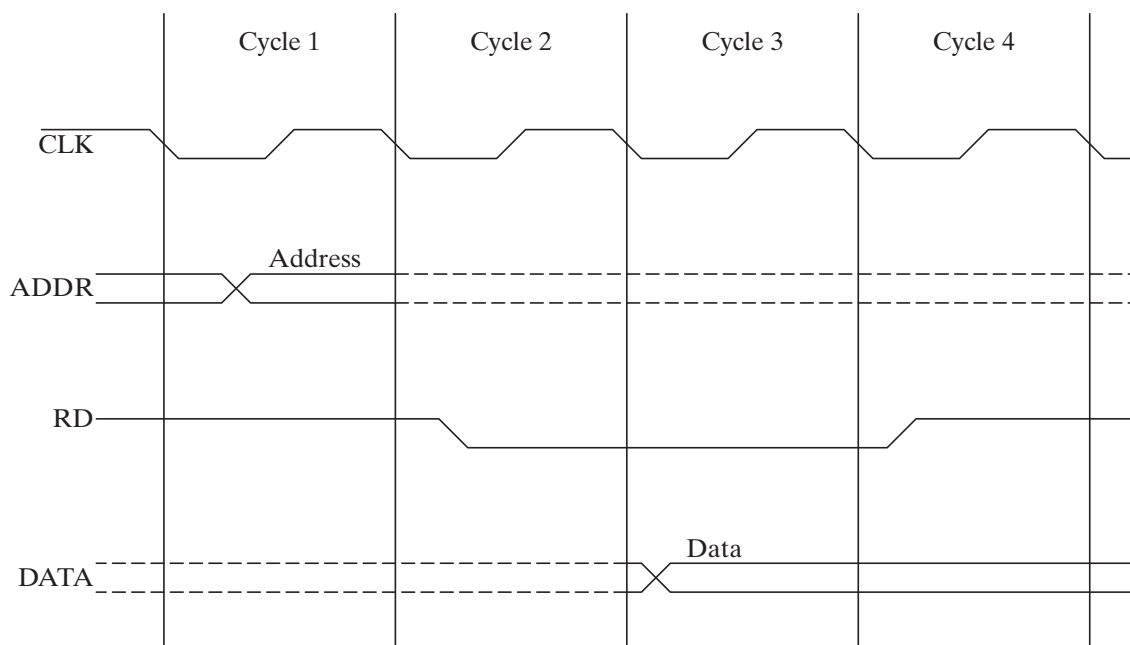 Cycle 1 Cycle 2 Cycle 3 Cycle 4
CLK
Address
ADDR
RD
Data
DATA